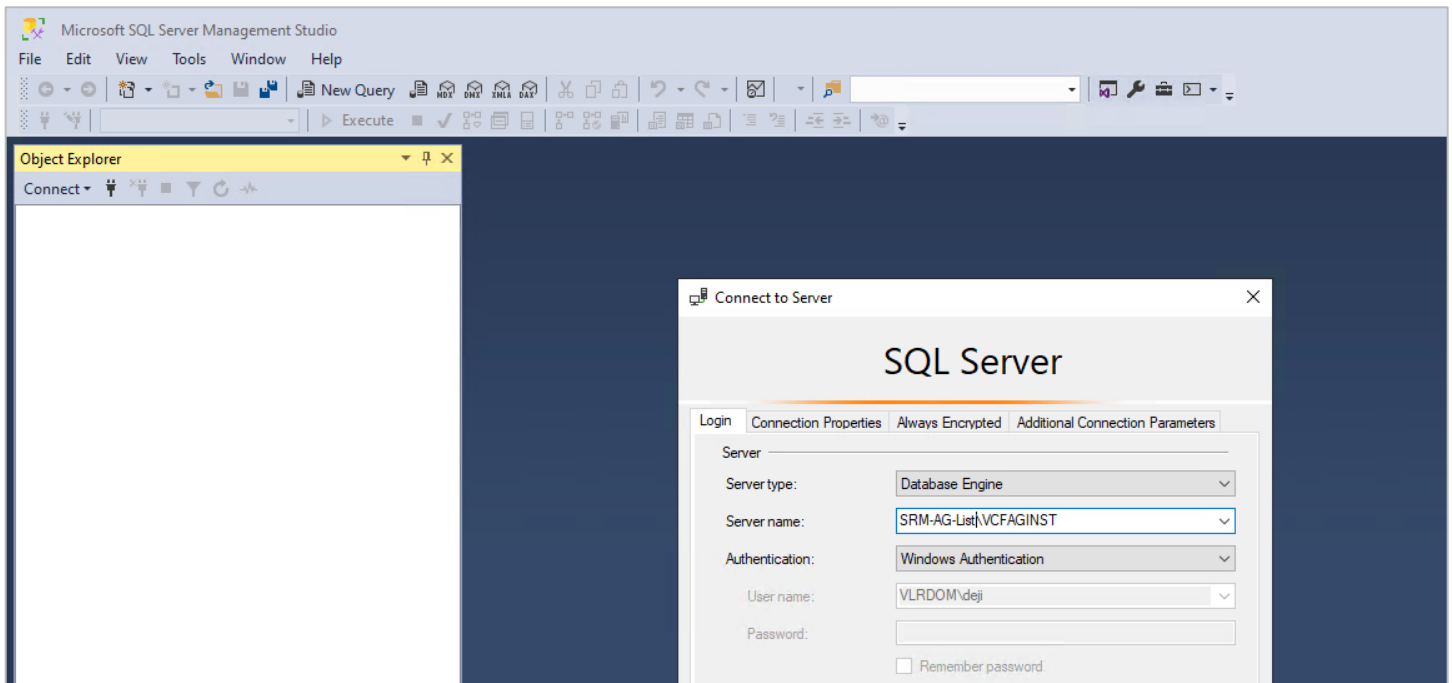 Microsoft SQL Server Management Studio
File Edit View Tools Window Help
New Query MDX DMX XMLA DAX
Execute
Object Explorer
Connect
Connect to Server
SQL Server
Login Connection Properties Always Encrypted Additional Connection Parameters
Server
Server type: Database Engine
Server name: SRM-AG-List\VCFAGINST
Authentication: Windows Authentication
User name: VLRDOM\deji
Password:
Remember password